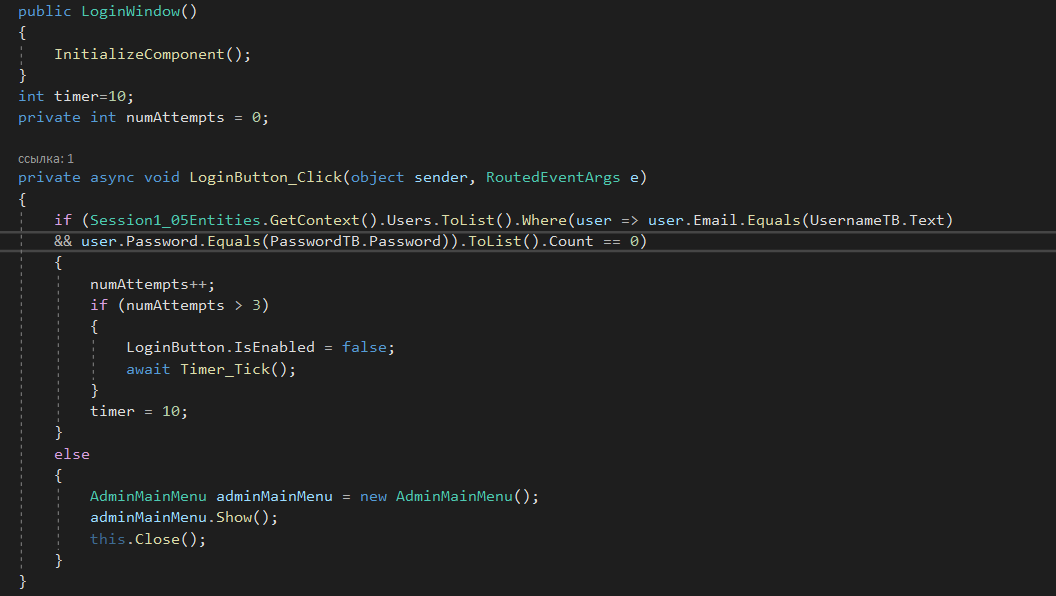 public LoginWindow()
{
InitializeComponent();
}
int timer=10;
private int numAttempts = 0;
ссылка: 1
private async void LoginButton_Click(object sender, RoutedEventArgs e)
{
if (Session1_05Entities.GetContext().Users.ToList().Where(user => user.Email.Equals(UsernameTB.Text)
&& user.Password.Equals(PasswordTB.Password)).ToList().Count == 0)
{
numAttempts++;
if (numAttempts > 3)
{
LoginButton.IsEnabled = false;
await Timer_Tick();
}
timer = 10;
}
else
{
AdminMainMenu adminMainMenu = new AdminMainMenu();
adminMainMenu.Show();
this.Close();
}
}